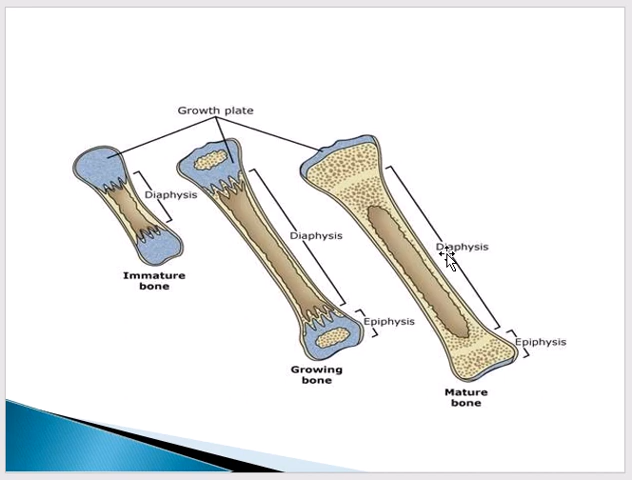 Growth plate
Diaphysis
Immature
bone
Diaphysis
Epiphysis
Growing
bone
Diaphysis
Epiphysis
Mature
bone